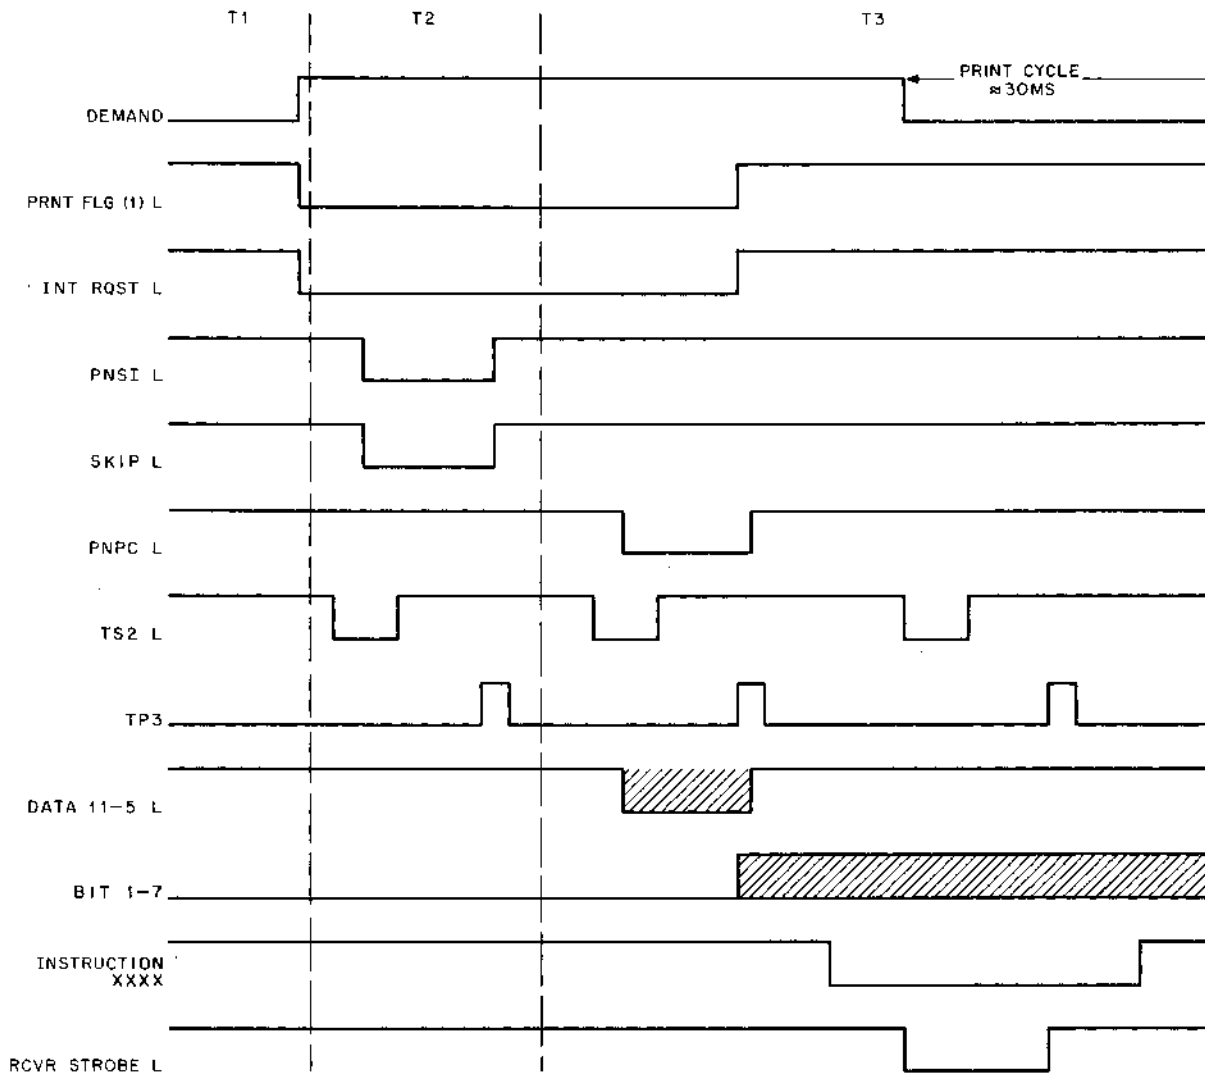 T1 T2 T3
PRINT CYCLE
≈30MS
DEMAND
PRNT FLG (1) L
INT RQST L
PNSI L
SKIP L
PNPC L
TS2 L
TP3
DATA 11-5 L
BIT 1-7
INSTRUCTION
XXXX
RCVR STROBE L